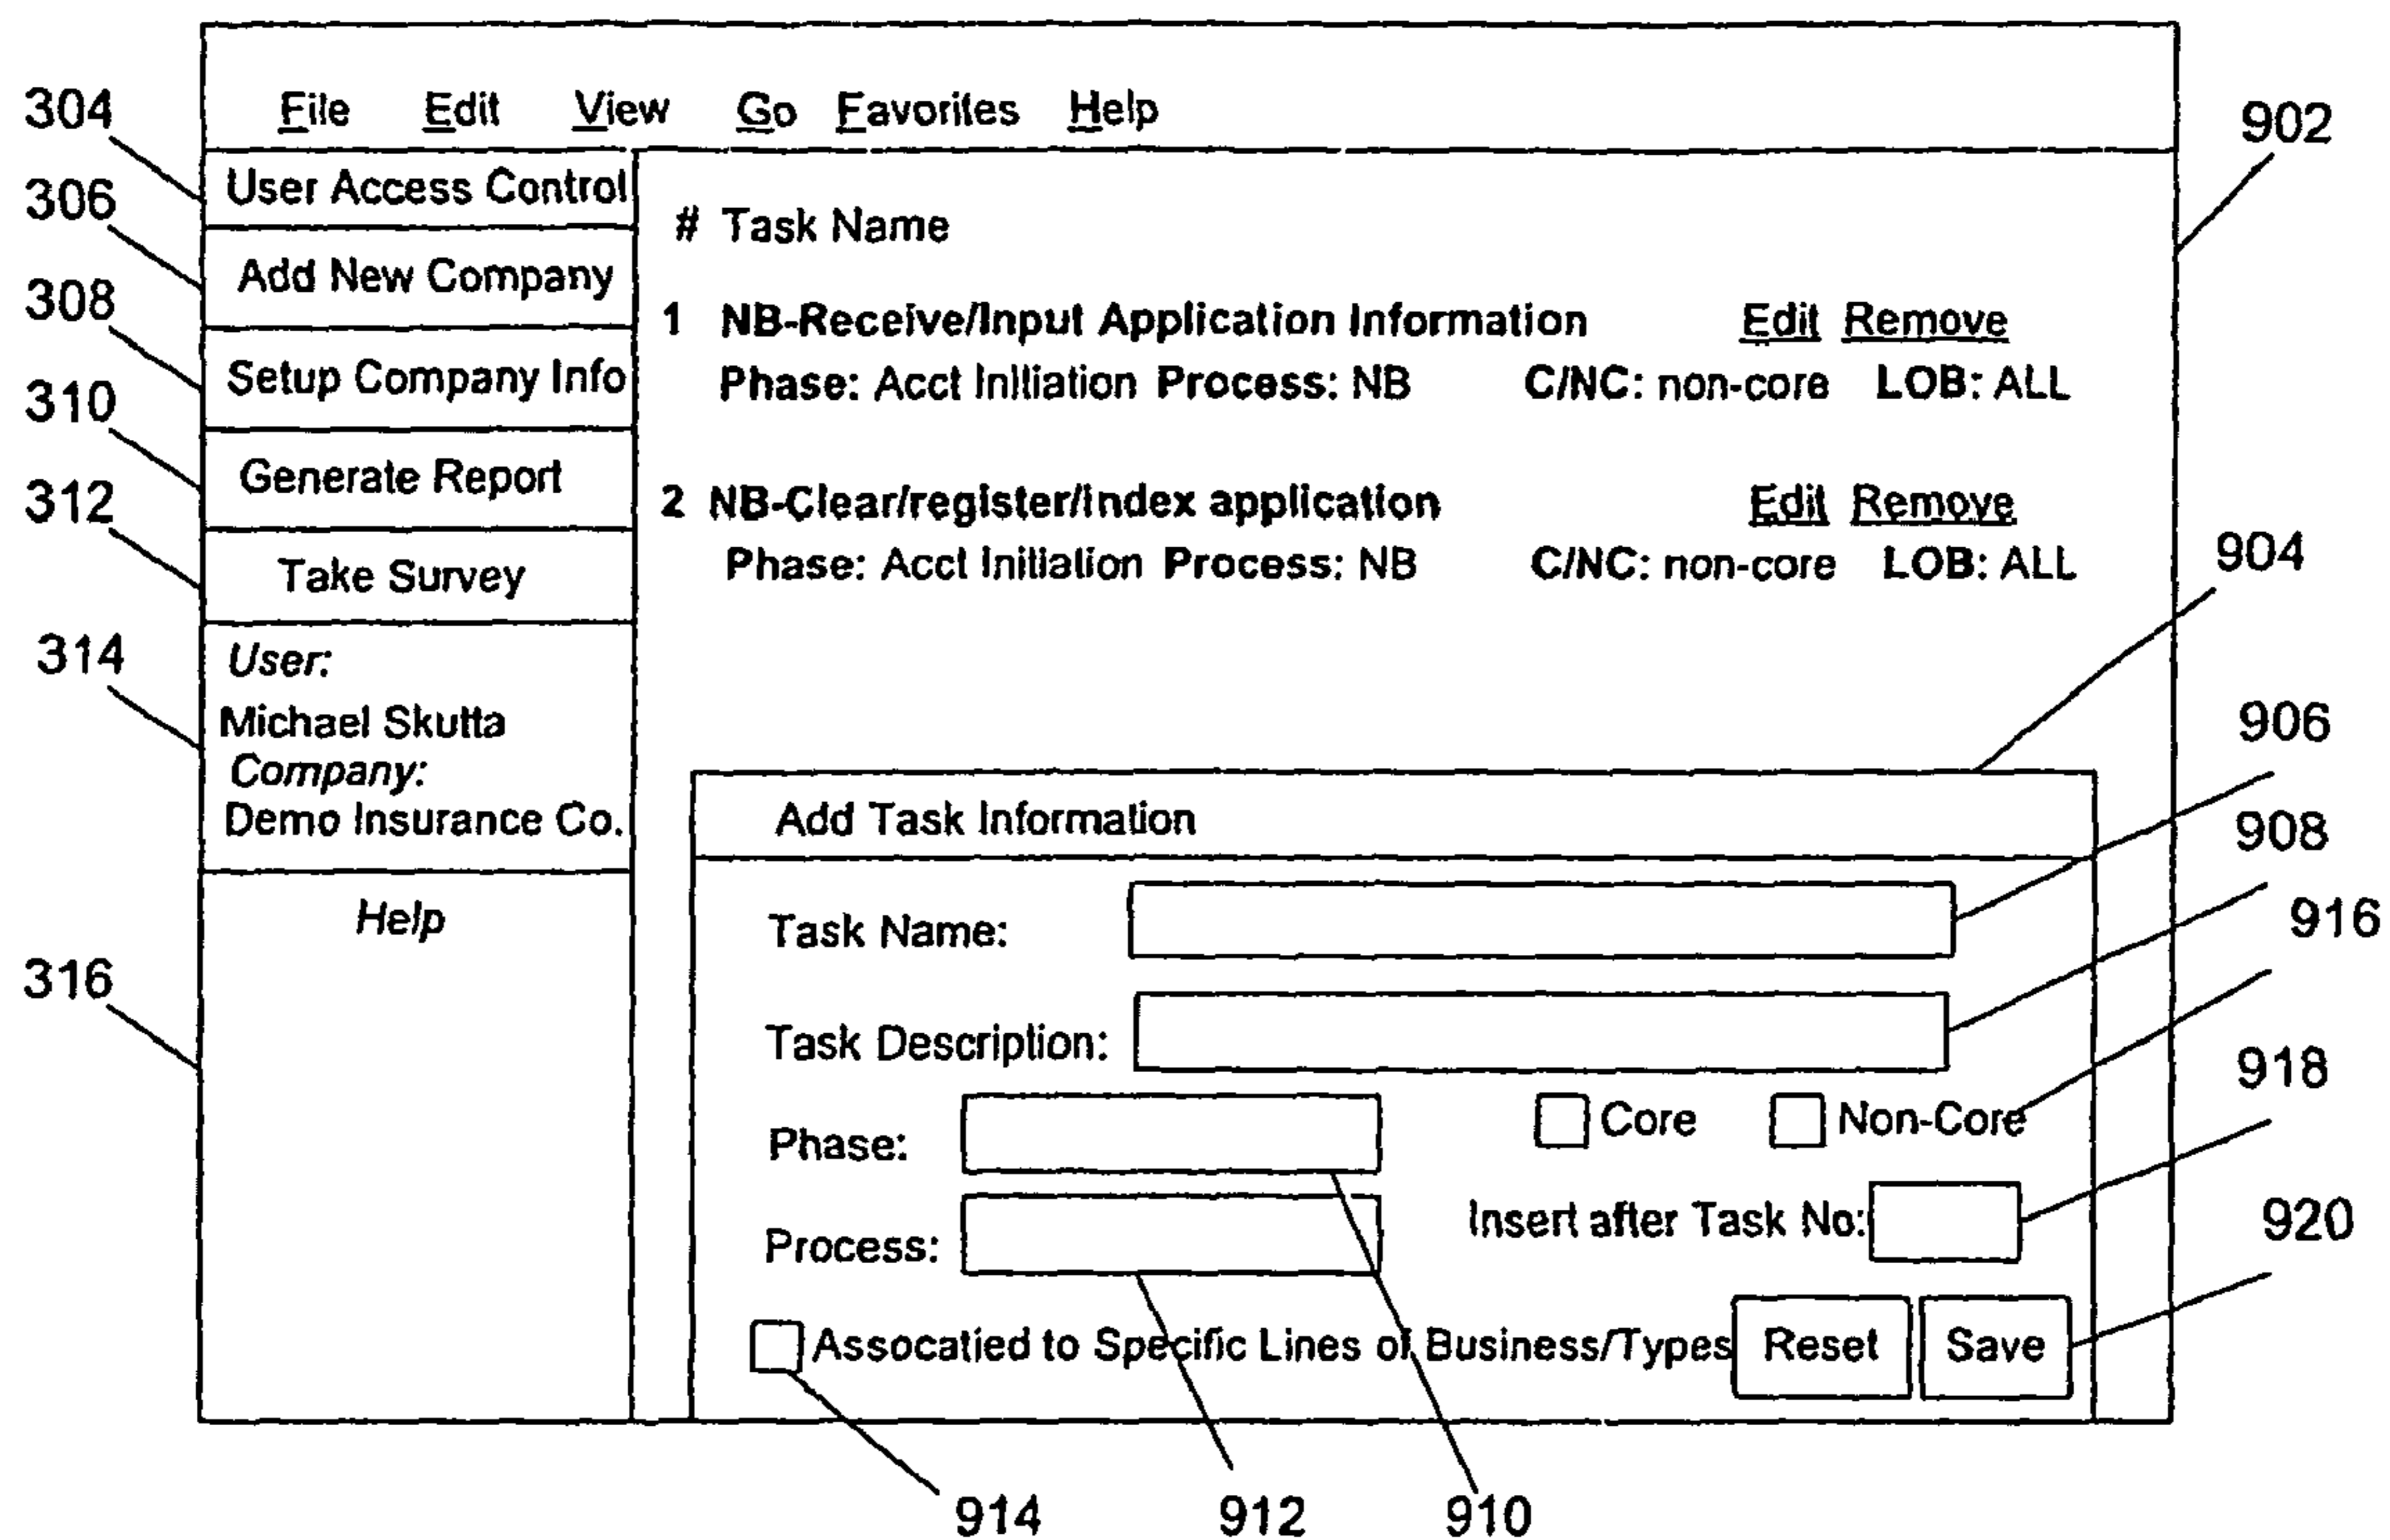 File Edit View Go Favorites Help
304
306
308
310
312
314
316
User Access Control
Add New Company
Setup Company Info
Generate Report
Take Survey
User:
Michael Skutta
Company:
Demo Insurance Co.
Help
# Task Name
1 NB-Receive/Input Application Information Edit Remove
Phase: Acct Initiation Process: NB C/NC: non-core LOB: ALL
2 NB-Clear/register/index application Edit Remove
Phase: Acct Initiation Process: NB C/NC: non-core LOB: ALL
Add Task Information
Task Name:
Task Description:
Phase: Core Non-Core
Process: Insert after Task No:
Assocatied to Specific Lines of Business/Types Reset Save
902
904
906
908
916
918
920
914 912 910